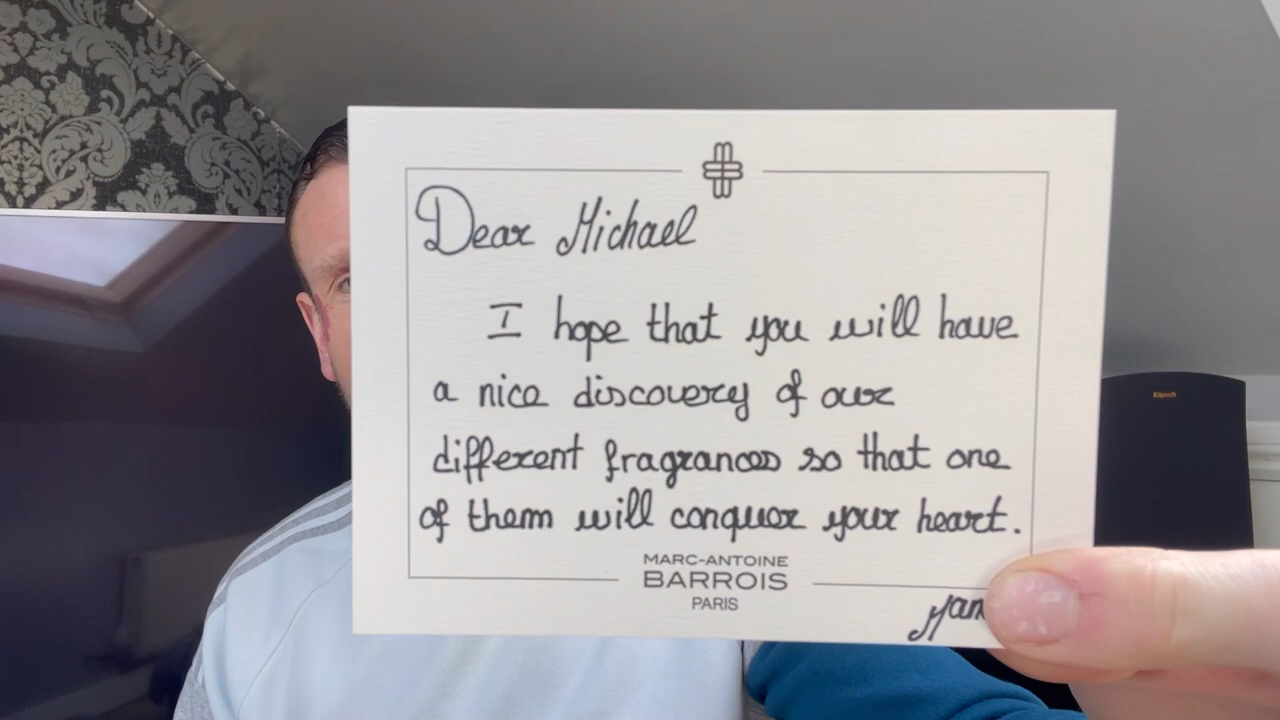 Dear Michael
I hope that you will have
a nice discovery of our
different fragrances so that one
of them will conquer your heart.
MARC-ANTOINE
BARROIS
PARIS
Klipsch